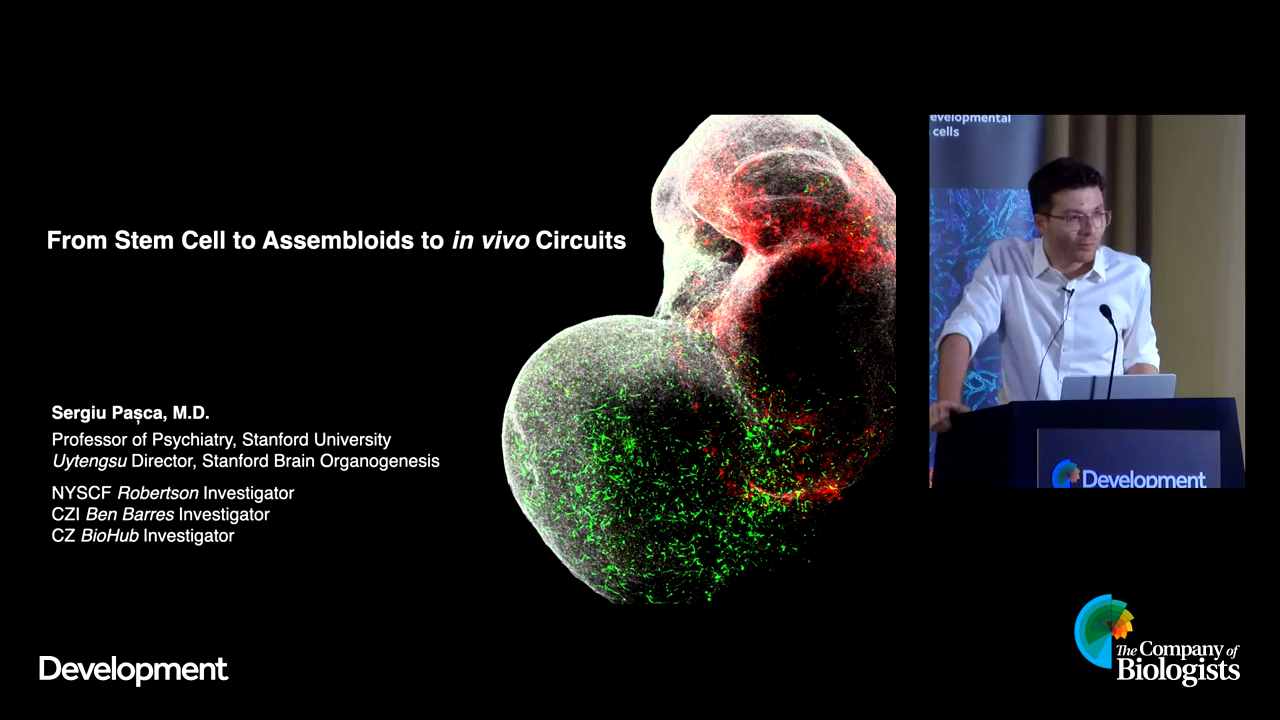 From Stem Cell to Assembloids to in vivo Circuits
Sergiu Pașca, M.D.
Professor of Psychiatry, Stanford University
Uytengsu Director, Stanford Brain Organogenesis
NYSCF Robertson Investigator
CZI Ben Barres Investigator
CZ BioHub Investigator
evelopmental
cells
Development
Development
The Company of
Biologists